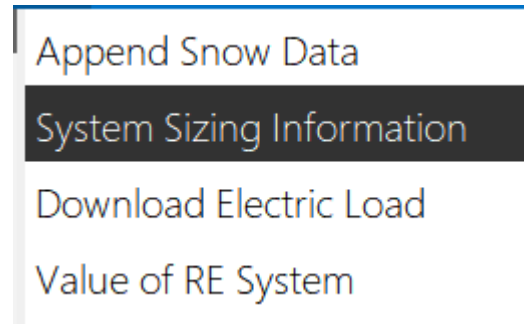 Append Snow Data
System Sizing Information
Download Electric Load
Value of RE System